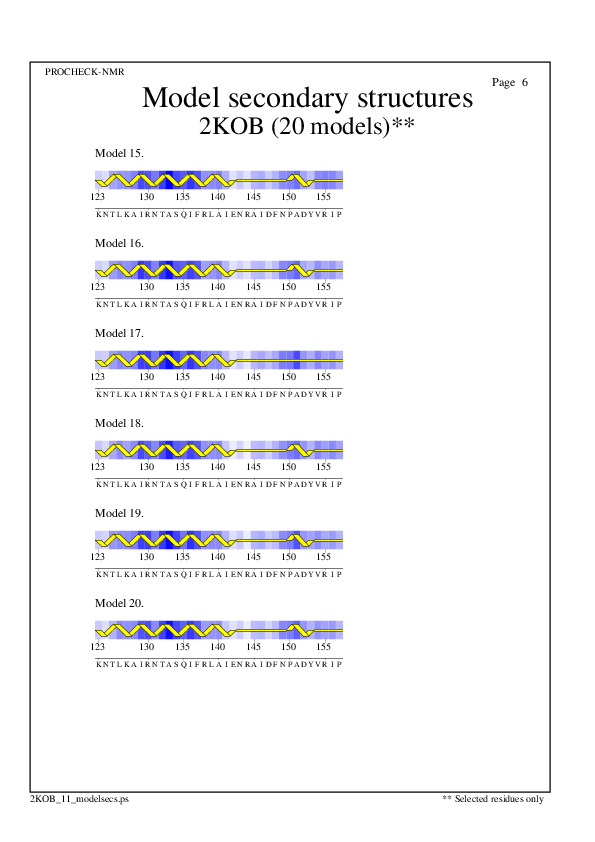 PROCHECK-NMR
Page 6
Model secondary structures
2KOB (20 models)**
Model 15.
123 130 135 140 145 150 155
K N T L K A I R N T A S Q I F R L A I E N R A I D F N P A D Y V R I P
Model 16.
123 130 135 140 145 150 155
K N T L K A I R N T A S Q I F R L A I E N R A I D F N P A D Y V R I P
Model 17.
123 130 135 140 145 150 155
K N T L K A I R N T A S Q I F R L A I E N R A I D F N P A D Y V R I P
Model 18.
123 130 135 140 145 150 155
K N T L K A I R N T A S Q I F R L A I E N R A I D F N P A D Y V R I P
Model 19.
123 130 135 140 145 150 155
K N T L K A I R N T A S Q I F R L A I E N R A I D F N P A D Y V R I P
Model 20.
123 130 135 140 145 150 155
K N T L K A I R N T A S Q I F R L A I E N R A I D F N P A D Y V R I P
2KOB_11_modelsecs.ps
** Selected residues only